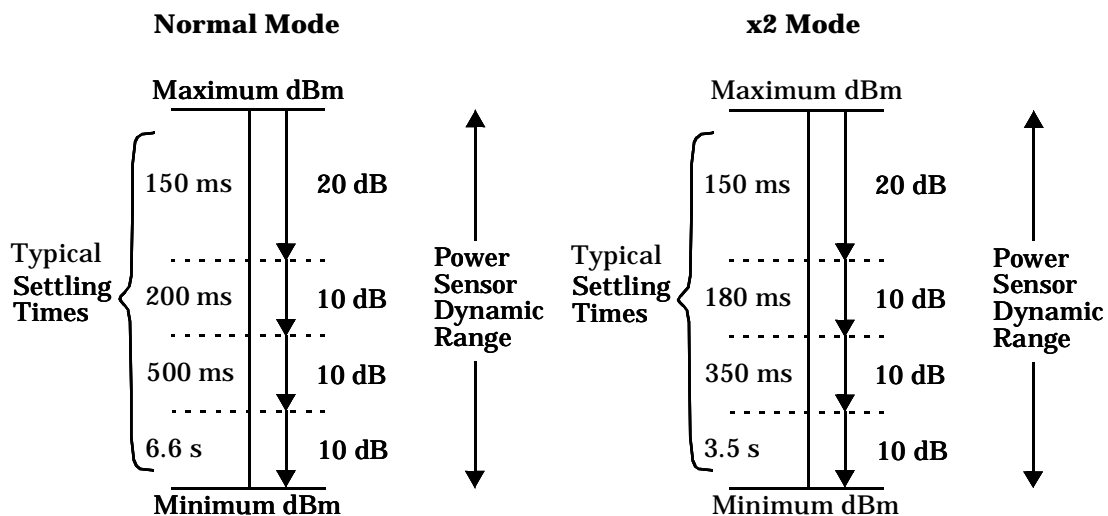 Normal Mode
Maximum dBm
150 ms
20 dB
Typical
Settling
Times
200 ms
10 dB
500 ms
10 dB
6.6 s
10 dB
Minimum dBm
Power
Sensor
Dynamic
Range
x2 Mode
Maximum dBm
150 ms
20 dB
Typical
Settling
Times
180 ms
10 dB
350 ms
10 dB
3.5 s
10 dB
Minimum dBm
Power
Sensor
Dynamic
Range